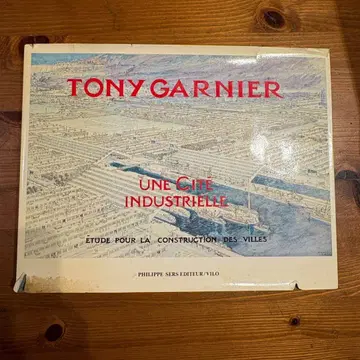 TONY GARNIER
UNE CITÉ
INDUSTRIELLE
ÉTUDE POUR LA CONSTRUCTION DES VILLES
PHILIPPE SERS EDITEUR/VILO